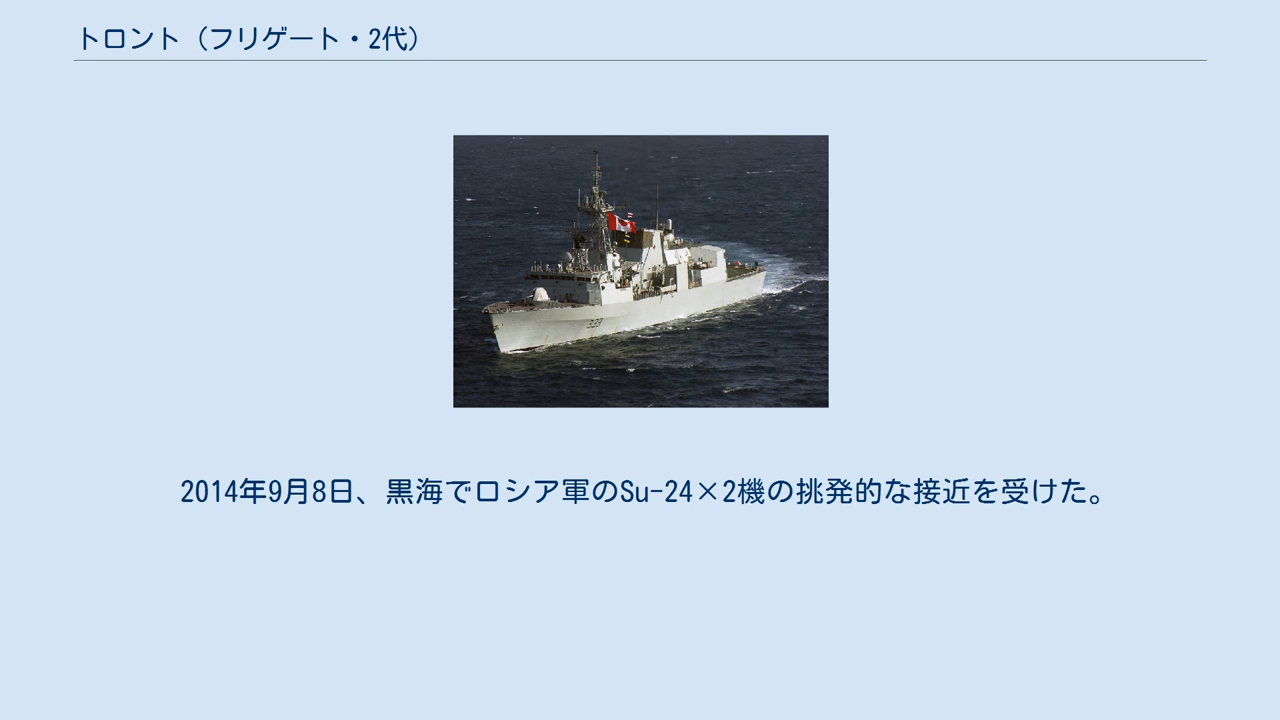 トロント（フリゲート・2代）
339
2014年9月8日、黒海でロシア軍のSu-24×2機の挑発的な接近を受けた。